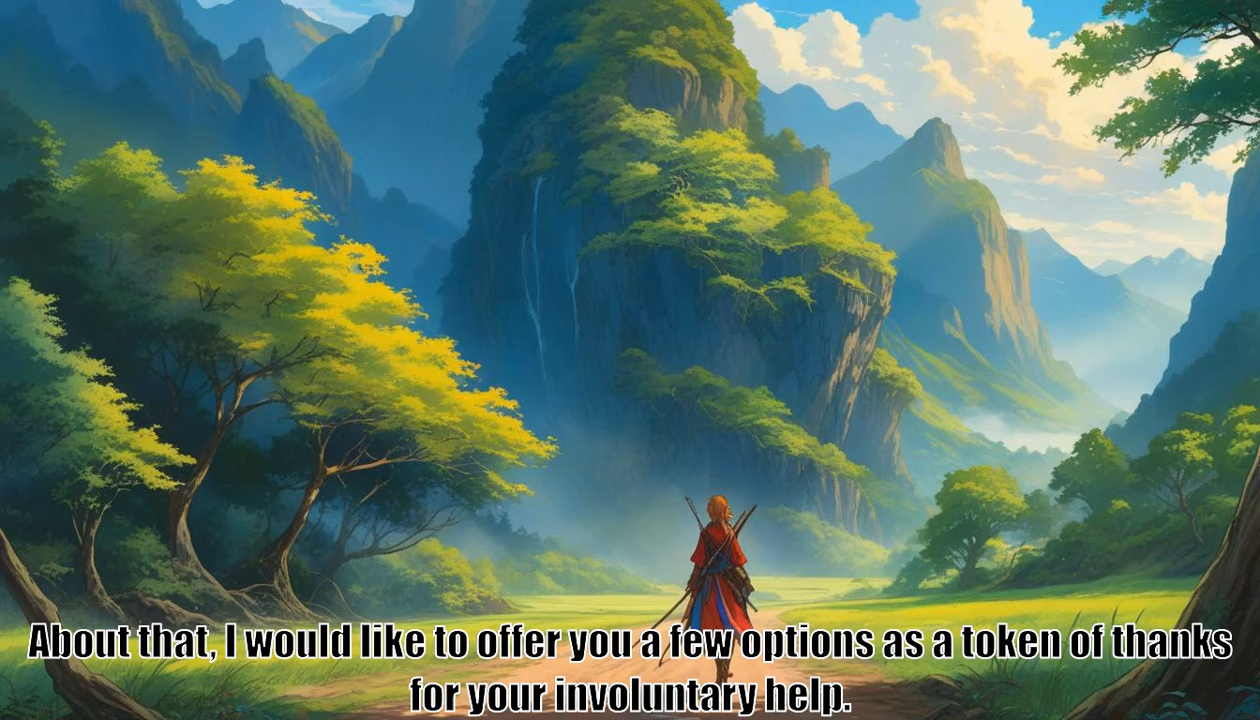 About that, I would like to offer you a few options as a token of thanks
for your involuntary help.